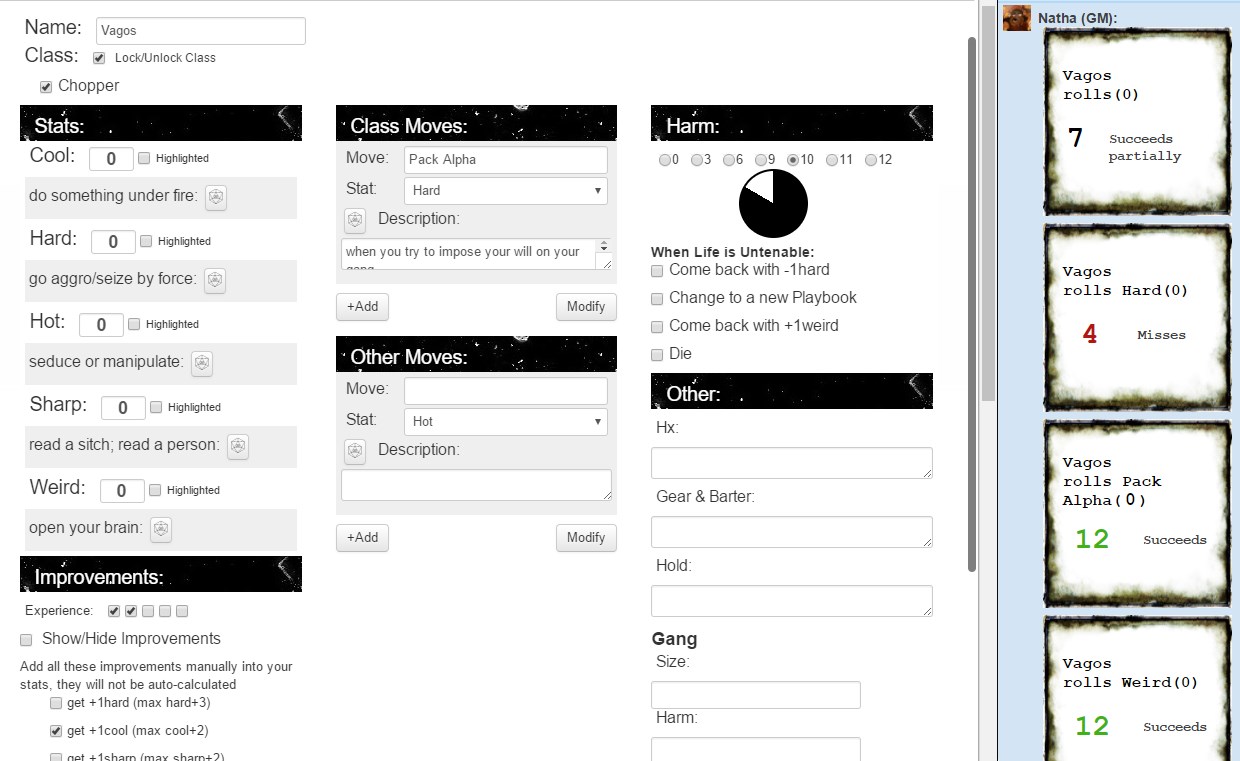 Name: Vagos
Class: Lock/Unlock Class
Chopper
Stats:
Cool: 0 Highlighted
do something under fire:
Hard: 0 Highlighted
go aggro/seize by force:
Hot: 0 Highlighted
seduce or manipulate:
Sharp: 0 Highlighted
read a sitch; read a person:
Weird: 0 Highlighted
open your brain:
Improvements:
Experience:
Show/Hide Improvements
Add all these improvements manually into your
stats, they will not be auto-calculated
get +1hard (max hard+3)
get +1cool (max cool+2)
get +1sharp (max sharp+2)
Class Moves:
Move: Pack Alpha
Stat: Hard
Description:
when you try to impose your will on your
gang
+Add Modify
Other Moves:
Move:
Stat: Hot
Description:
+Add Modify
Harm:
0 3 6 9 10 11 12
When Life is Untenable:
Come back with -1hard
Change to a new Playbook
Come back with +1weird
Die
Other:
Hx:
Gear & Barter:
Hold:
Gang
Size:
Harm:
Natha (GM):
Vagos
rolls(0)
7 Succeeds
partially
Vagos
rolls Hard(0)
4 Misses
Vagos
rolls Pack
Alpha(0)
12 Succeeds
Vagos
rolls Weird(0)
12 Succeeds